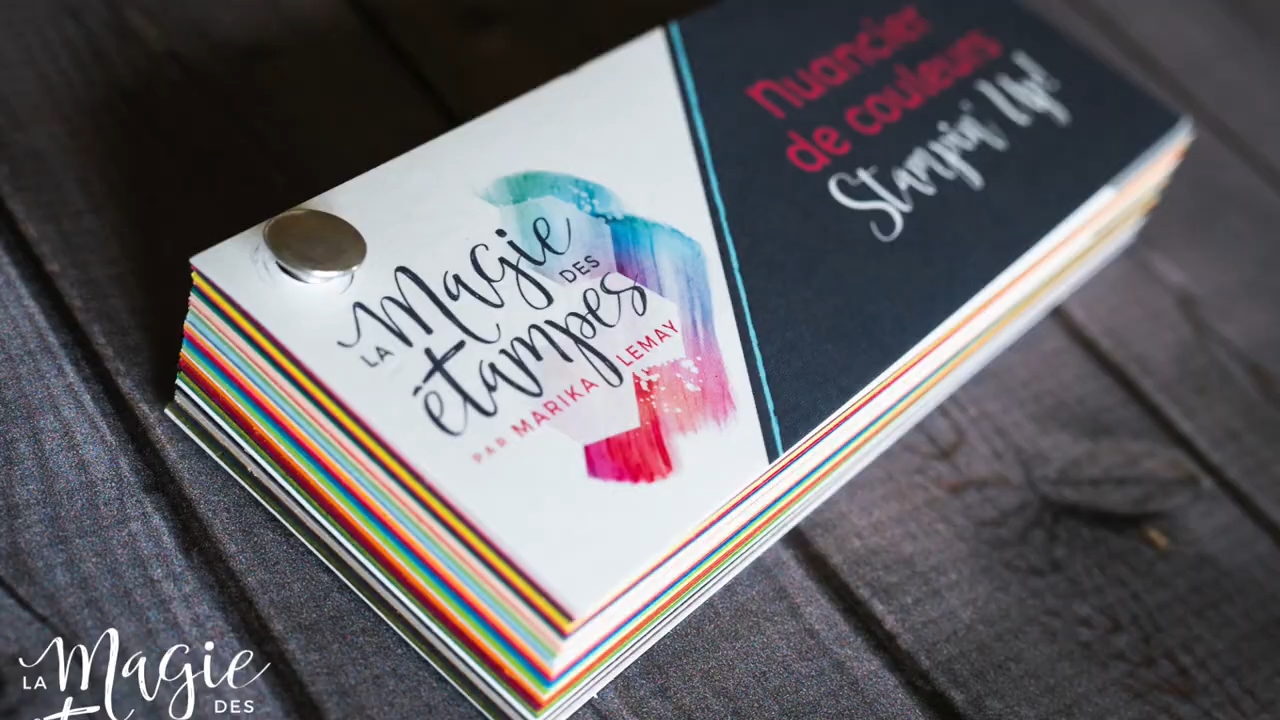 LA Magie DES
étampes
PAR MARIKA LEMAY
Nuancier
de couleurs
Stampin' Up!
LA Magie DES